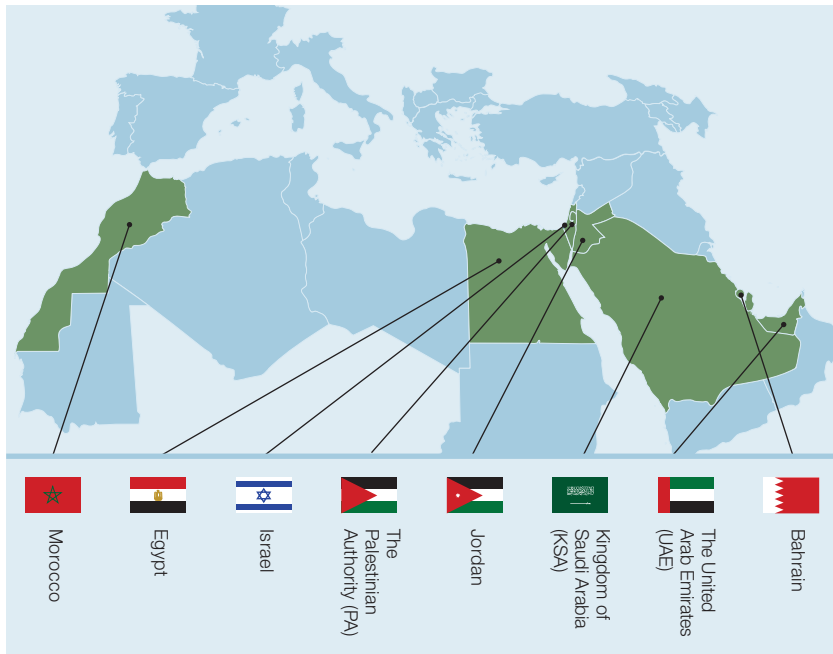 Morocco
Egypt
Israel
The
Palestinian
Authority (PA)
Jordan
Kingdom of
Saudi Arabia
(KSA)
The United
Arab Emirates
(UAE)
Bahrain